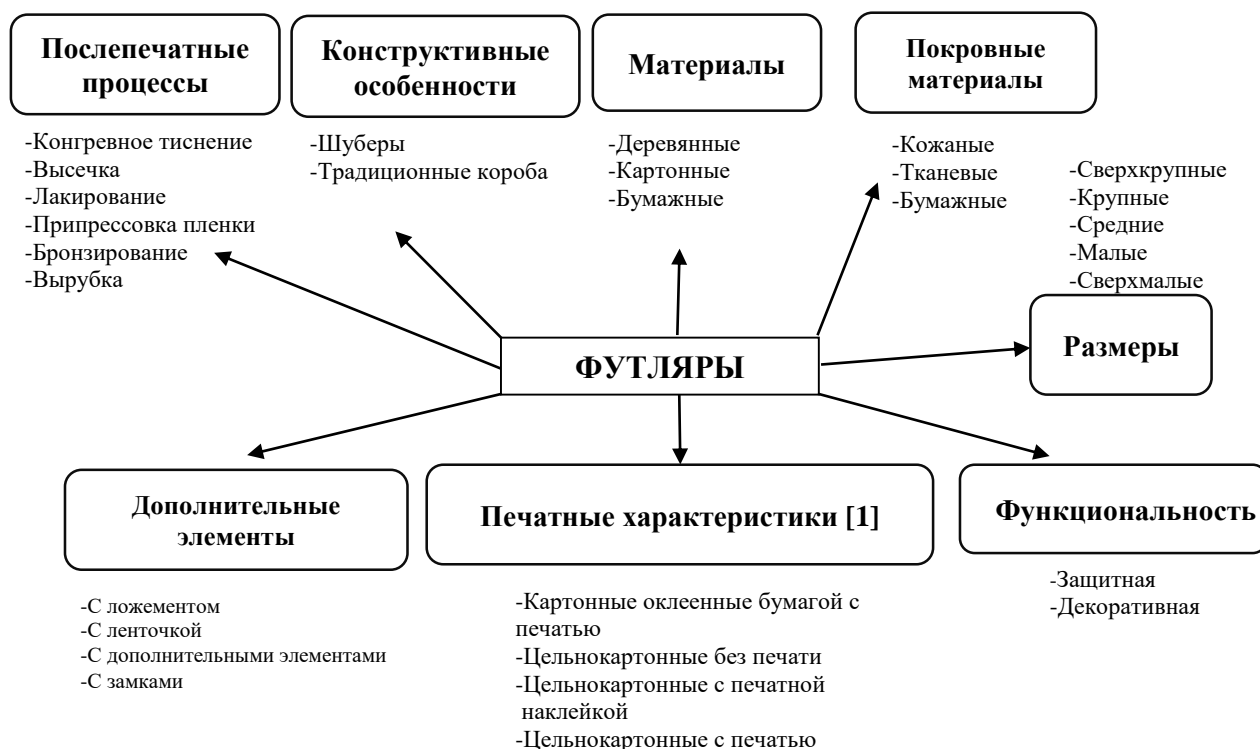 Послепечатные
процессы
-Конгревное тиснение
-Высечка
-Лакирование
-Припрессовка пленки
-Бронзирование
-Вырубка
Конструктивные
особенности
-Шуберы
-Традиционные короба
Материалы
-Деревянные
-Картонные
-Бумажные
Покровные
материалы
-Кожаные
-Тканевые
-Бумажные
-Сверхкрупные
-Крупные
-Средние
-Малые
-Сверхмалые
Размеры
ФУТЛЯРЫ
Дополнительные
элементы
-С ложементом
-С ленточкой
-С дополнительными элементами
-С замками
Печатные характеристики [1]
-Картонные оклеенные бумагой с
печатью
-Цельнокартонные без печати
-Цельнокартонные с печатной
наклейкой
-Цельнокартонные с печатью
Функциональность
-Защитная
-Декоративная